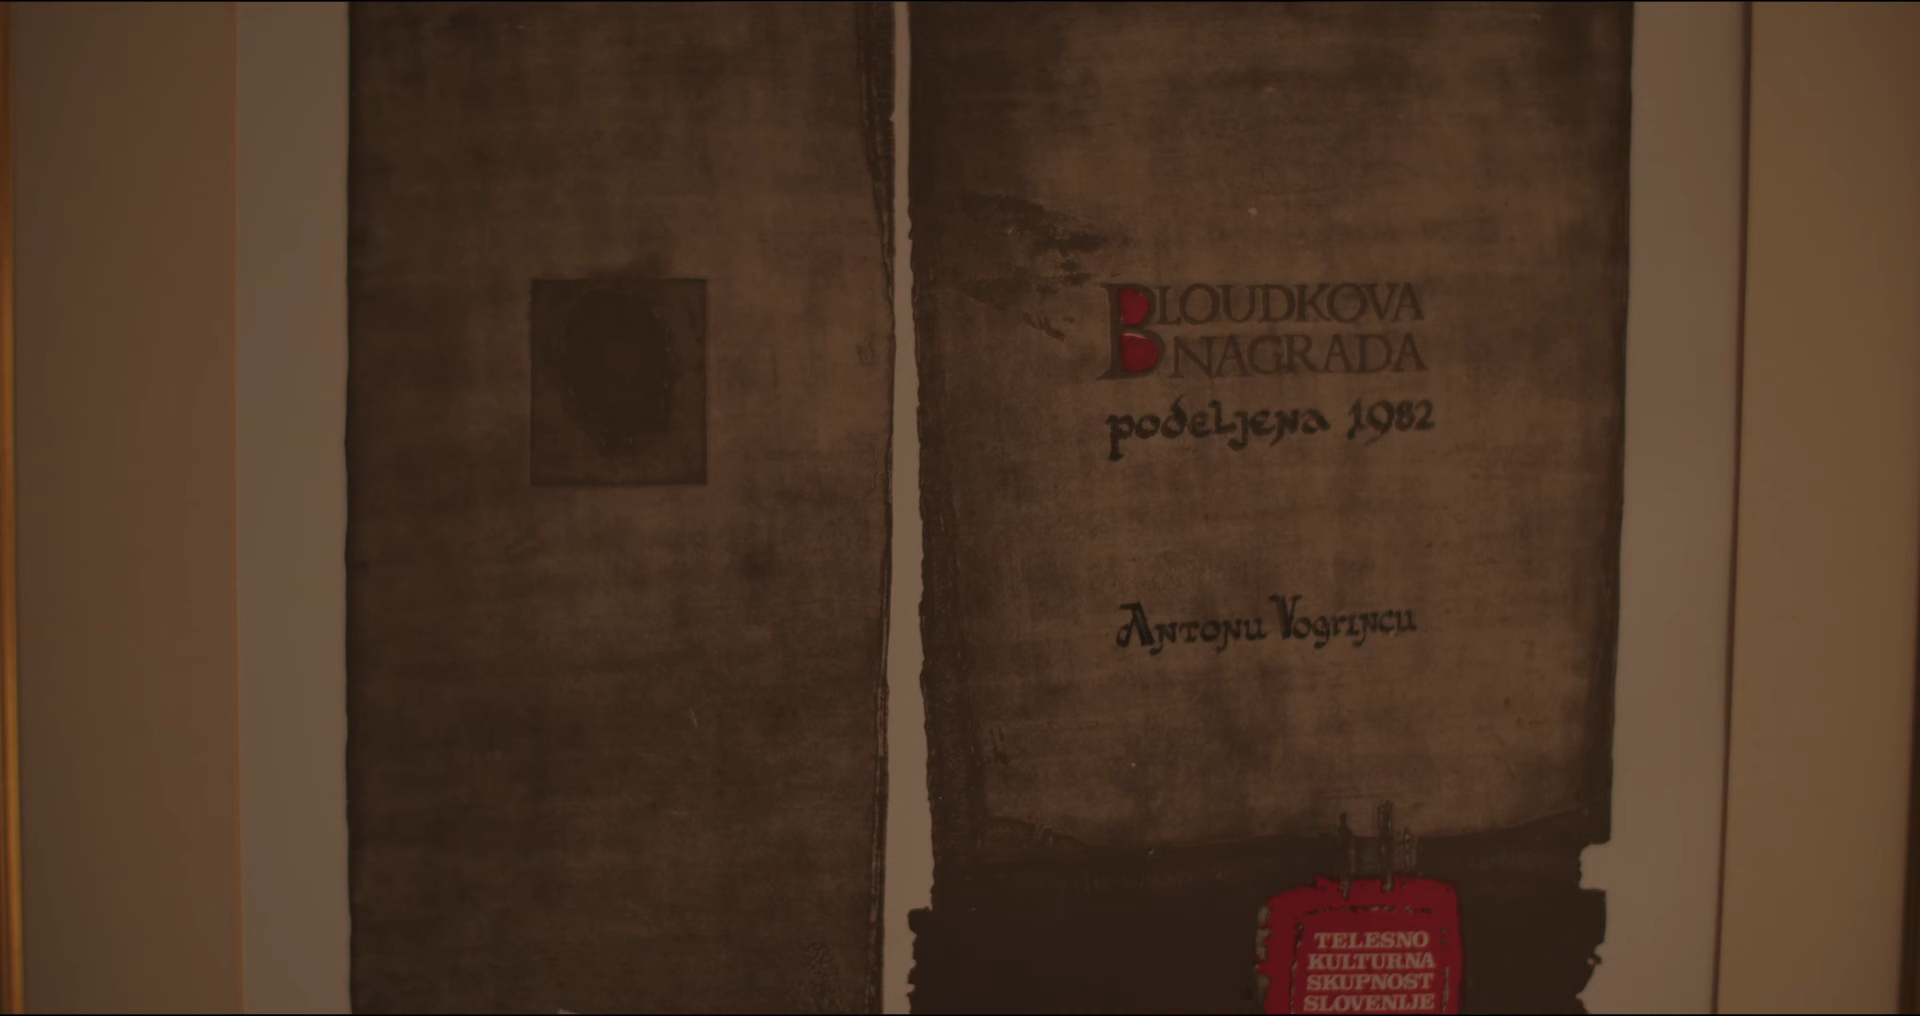 BLOUDKOVA
NAGRADA
podeljena 1982
Antonu Vogrincu
TELESNO
KULTURNA
SKUPNOST
SLOVENIJE